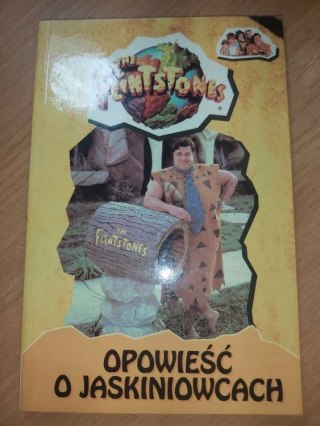 THE
FLINTSTONES
®
THE
FLINTSTONES
OPOWIEŚĆ
O JASKINIOWCACH